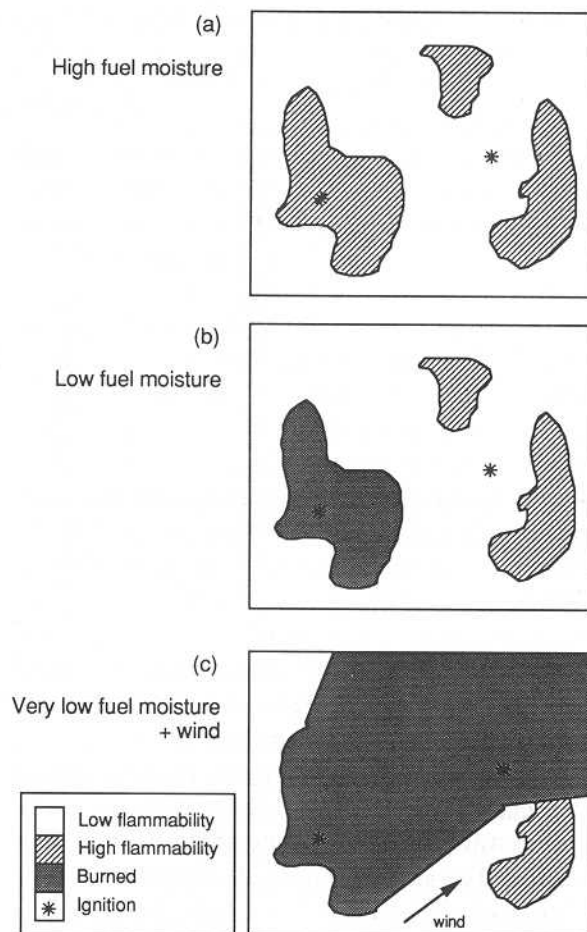 (a)
High fuel moisture
(b)
Low fuel moisture
(c)
Very low fuel moisture
+ wind
Low flammability
High flammability
Burned
Ignition
wind